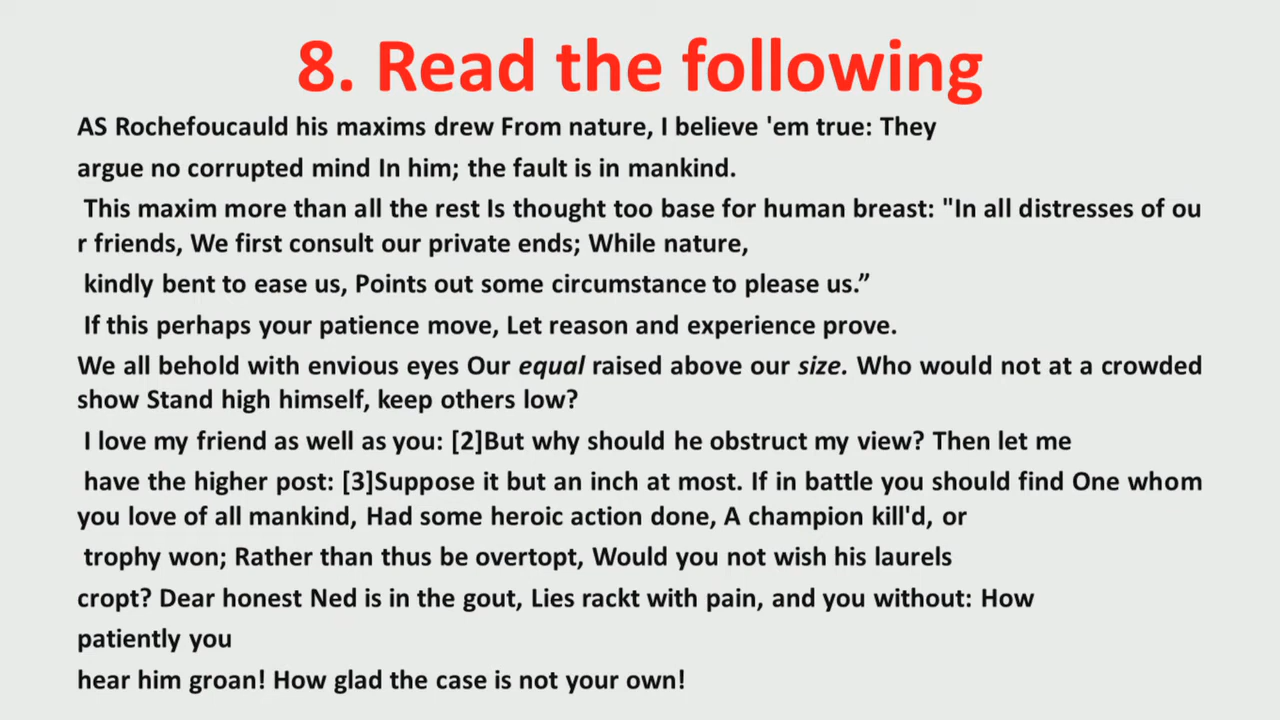 8. Read the following
AS Rochefoucauld his maxims drew From nature, I believe 'em true: They
argue no corrupted mind In him; the fault is in mankind.
This maxim more than all the rest Is thought too base for human breast: "In all distresses of ou
r friends, We first consult our private ends; While nature,
kindly bent to ease us, Points out some circumstance to please us.”
If this perhaps your patience move, Let reason and experience prove.
We all behold with envious eyes Our equal raised above our size. Who would not at a crowded
show Stand high himself, keep others low?
I love my friend as well as you: [2]But why should he obstruct my view? Then let me
have the higher post: [3]Suppose it but an inch at most. If in battle you should find One whom
you love of all mankind, Had some heroic action done, A champion kill'd, or
trophy won; Rather than thus be overtopt, Would you not wish his laurels
cropt? Dear honest Ned is in the gout, Lies rackt with pain, and you without: How
patiently you
hear him groan! How glad the case is not your own!